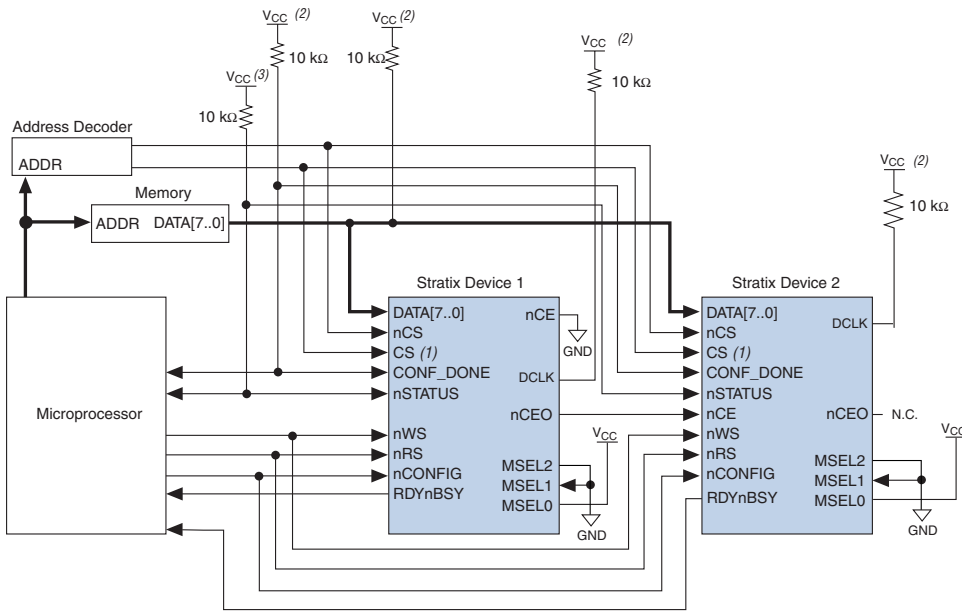 VCC (2)
10 kΩ
VCC (2)
10 kΩ
VCC (2)
10 kΩ
VCC (3)
10 kΩ
VCC (2)
10 kΩ
Address Decoder
ADDR
Memory
ADDR DATA[7..0]
Microprocessor
Stratix Device 1
DATA[7..0]
nCS
CS (1)
CONF_DONE
nSTATUS
nWS
nRS
nCONFIG
RDYnBSY
nCE
GND
DCLK
nCEO
VCC
MSEL2
MSEL1
MSEL0
GND
Stratix Device 2
DATA[7..0]
nCS
CS (1)
CONF_DONE
nSTATUS
nCE
nWS
nRS
nCONFIG
RDYnBSY
DCLK
nCEO N.C.
VCC
MSEL2
MSEL1
MSEL0
GND